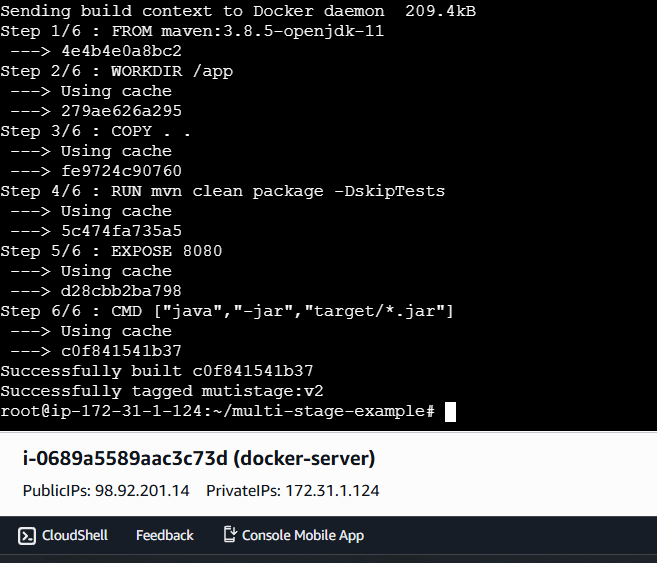 Sending build context to Docker daemon  209.4kB
Step 1/6 : FROM maven:3.8.5-openjdk-11
 ---> 4e4b4e0a8bc2
Step 2/6 : WORKDIR /app
 ---> Using cache
 ---> 279ae626a295
Step 3/6 : COPY . .
 ---> Using cache
 ---> fe9724c90760
Step 4/6 : RUN mvn clean package -DskipTests
 ---> Using cache
 ---> 5c474fa735a5
Step 5/6 : EXPOSE 8080
 ---> Using cache
 ---> d28cbb2ba798
Step 6/6 : CMD ["java","-jar","target/*.jar"]
 ---> Using cache
 ---> c0f841541b37
Successfully built c0f841541b37
Successfully tagged mutistage:v2
root@ip-172-31-1-124:~/multi-stage-example#
i-0689a5589aac3c73d (docker-server)
PublicIPs: 98.92.201.14 PrivateIPs: 172.31.1.124
CloudShell Feedback Console Mobile App